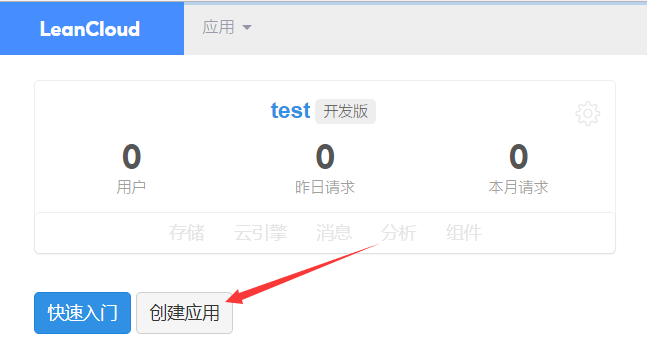 LeanCloud 应用
test 开发版
0 0 0
用户 昨日请求 本月请求
存储 云引擎 消息 分析 组件
快速入门 创建应用